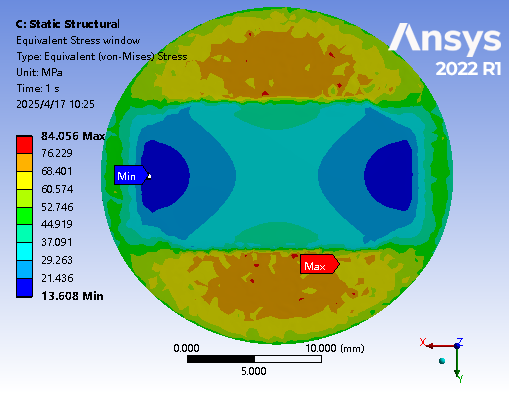 C: Static Structural
Equivalent Stress window
Type: Equivalent (von-Mises) Stress
Unit: MPa
Time: 1 s
2025/4/17 10:25
Ansys
2022 R1
84.056 Max
76.229
68.401
60.574
52.746
44.919
37.091
29.263
21.436
13.608 Min
Min
Max
0.000
10.000 (mm)
5.000
X
Z
Y